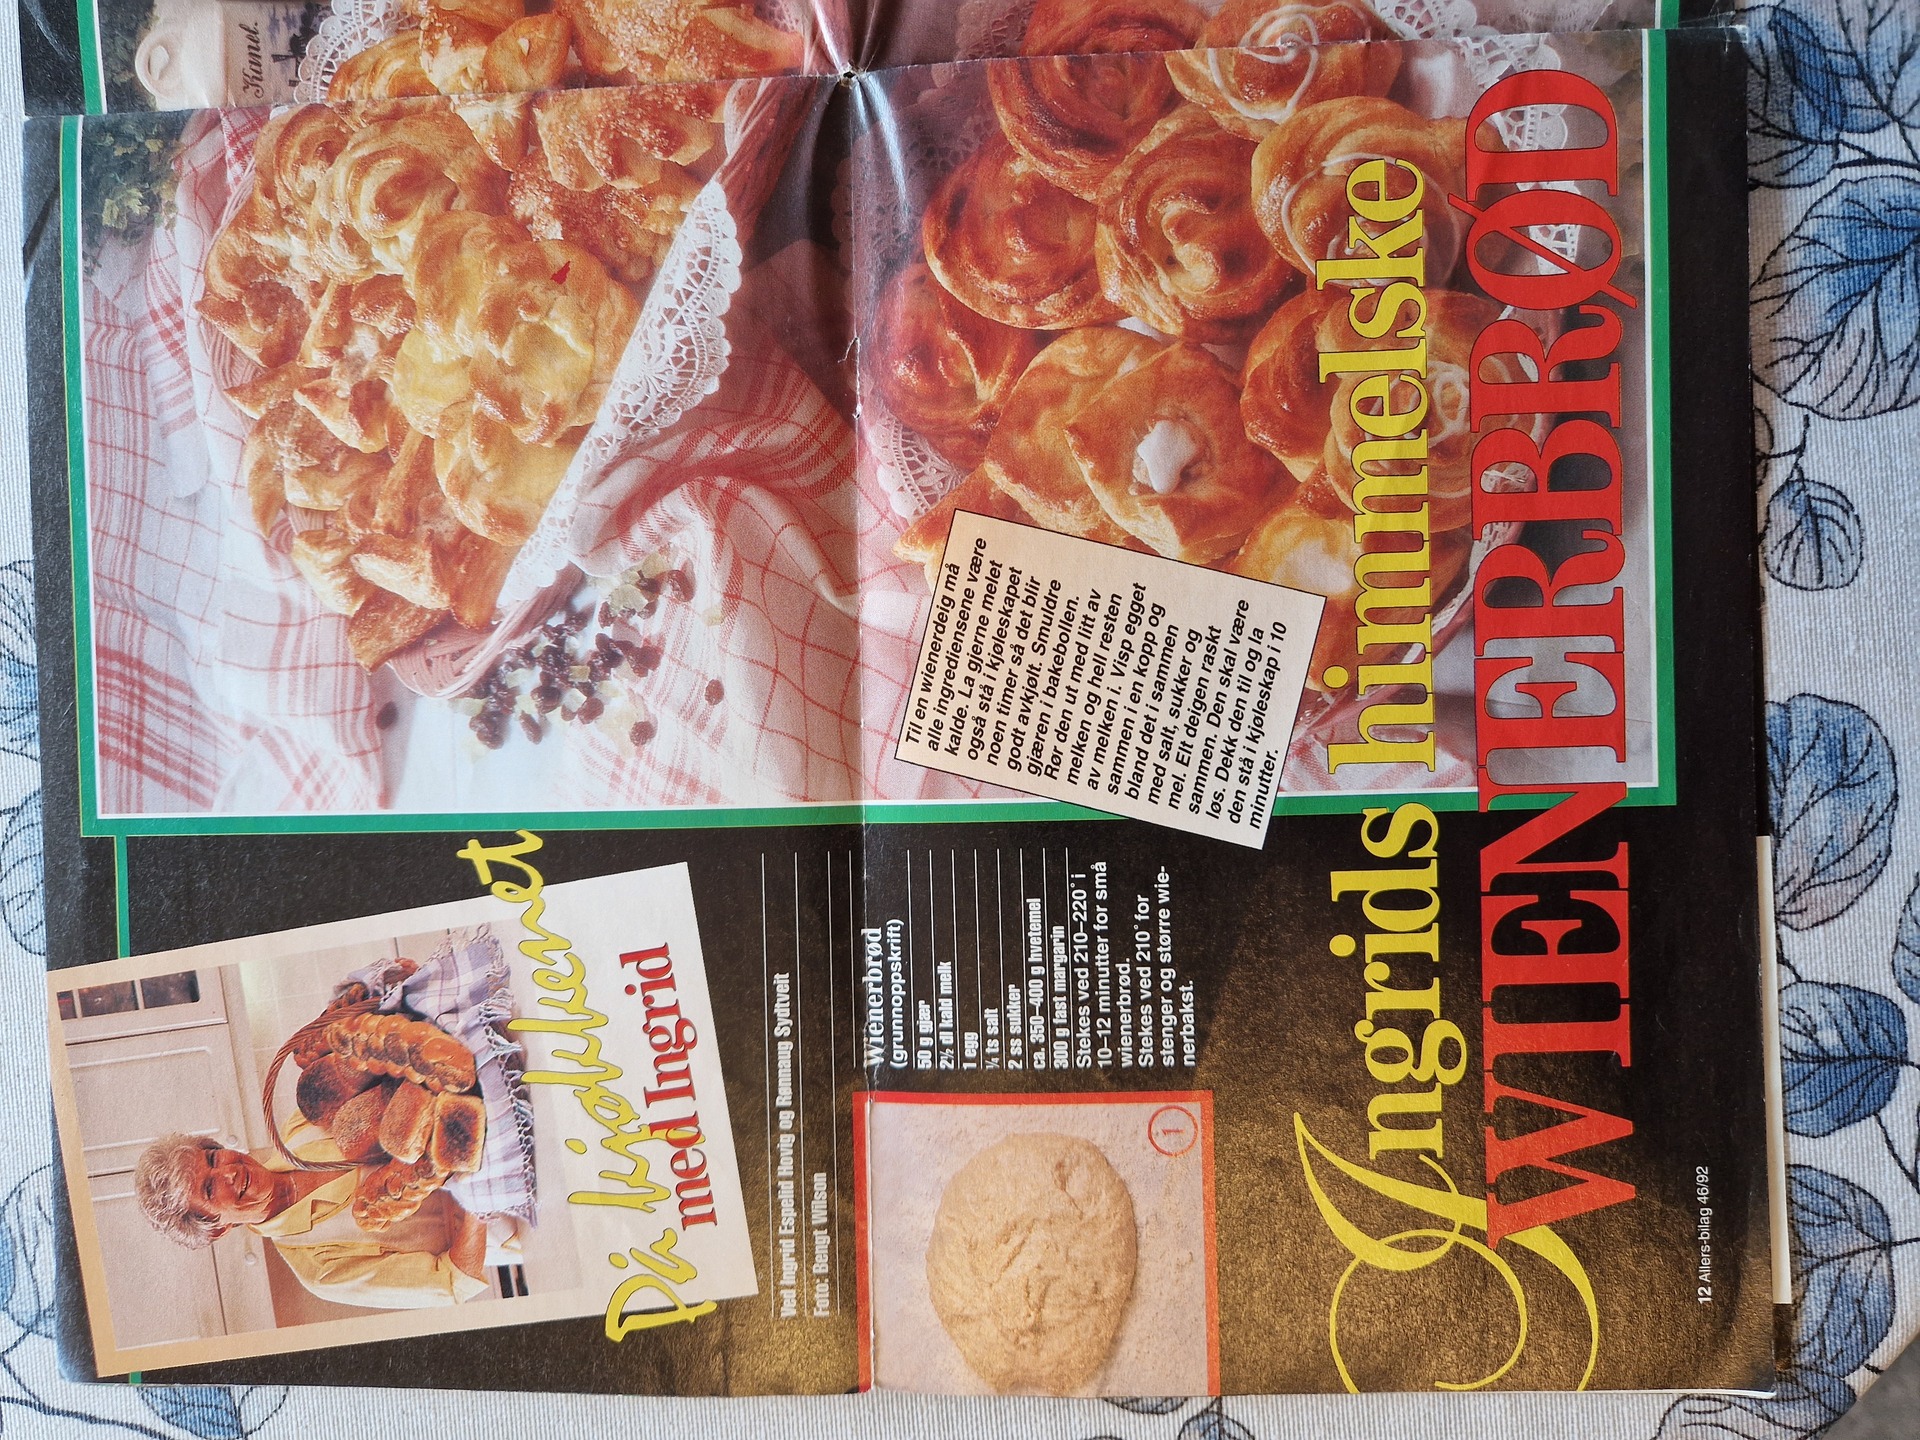 På kjøkkenet
med Ingrid
Ved Ingrid Espelid Hovig og Rønnaug Sydtveit
Foto: Bengt Wilson
Wienerbrød
(grunnoppskrift)
50 g gjær
2½ dl kald melk
1 egg
¼ ts salt
2 ss sukker
ca. 350–400 g hvetemel
300 g fast margarin
Stekes ved 210–220° i
10–12 minutter for små
wienerbrød.
Stekes ved 210° for
stenger og større wie-
nerbakst.
1
Til en wienerdeig må
alle ingrediensene være
kalde. La gjerne melet
også stå i kjøleskapet
noen timer så det blir
godt avkjølt. Smuldre
gjæren i bakebollen.
Rør den ut med litt av
melken og hell resten
av melken i. Visp egget
sammen i en kopp og
bland det i sammen
med salt, sukker og
mel. Elt deigen raskt
sammen. Den skal være
løs. Dekk den til og la
den stå i kjøleskap i 10
minutter.
Kanel.
Ingrids himmelske
WIENERBRØD
12 Allers-bilag 46/92